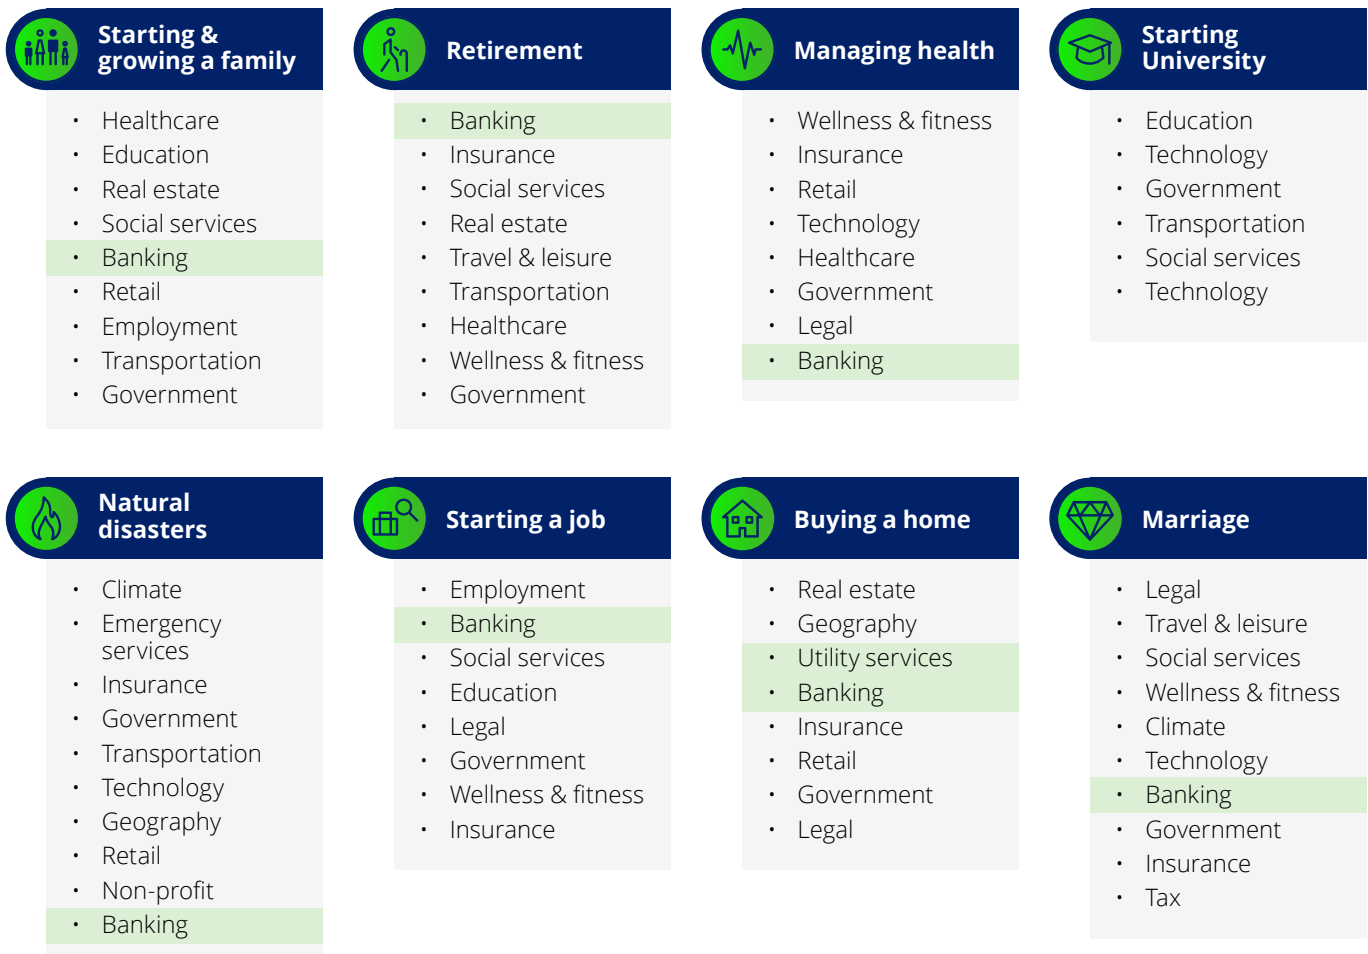 Starting &
growing a family
• Healthcare
• Education
• Real estate
• Social services
• Banking
• Retail
• Employment
• Transportation
• Government
Retirement
• Banking
• Insurance
• Social services
• Real estate
• Travel & leisure
• Transportation
• Healthcare
• Wellness & fitness
• Government
Managing health
• Wellness & fitness
• Insurance
• Retail
• Technology
• Healthcare
• Government
• Legal
• Banking
Starting
University
• Education
• Technology
• Government
• Transportation
• Social services
• Technology
Natural
disasters
• Climate
• Emergency
services
• Insurance
• Government
• Transportation
• Technology
• Geography
• Retail
• Non-profit
• Banking
Starting a job
• Employment
• Banking
• Social services
• Education
• Legal
• Government
• Wellness & fitness
• Insurance
Buying a home
• Real estate
• Geography
• Utility services
• Banking
• Insurance
• Retail
• Government
• Legal
Marriage
• Legal
• Travel & leisure
• Social services
• Wellness & fitness
• Climate
• Technology
• Banking
• Government
• Insurance
• Tax